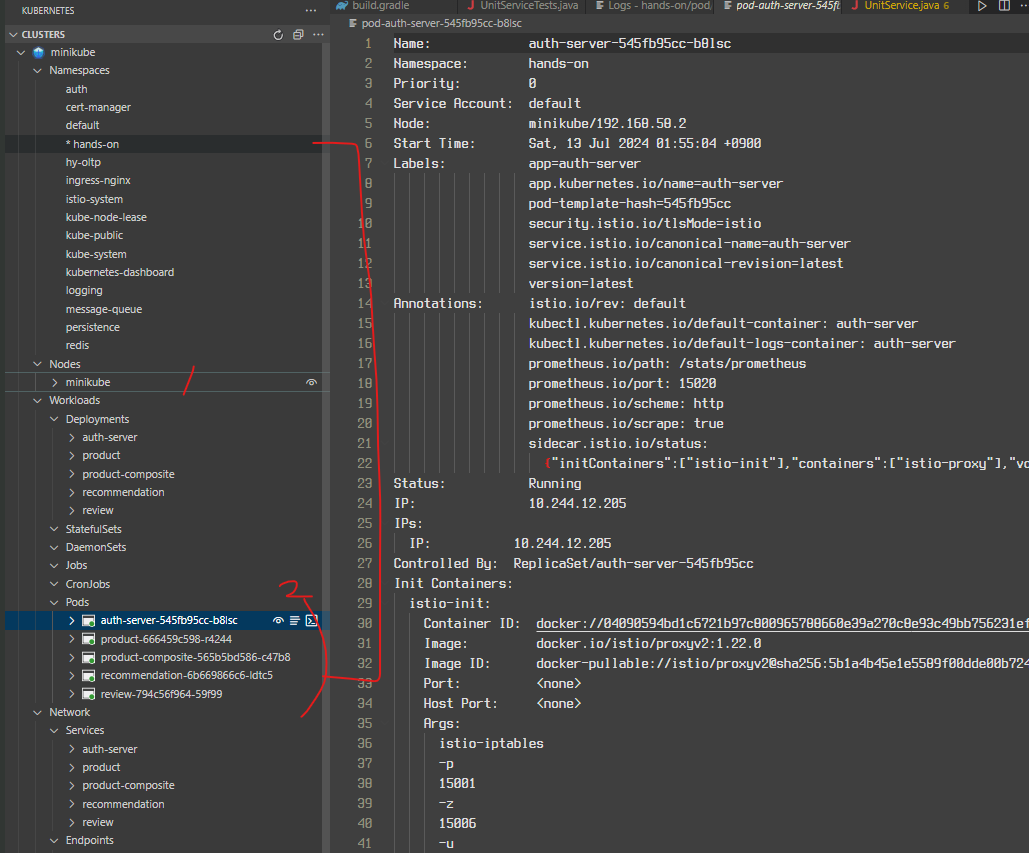 KUBERNETES
CLUSTERS
minikube
Namespaces
auth
cert-manager
default
* hands-on
hy-oltp
ingress-nginx
istio-system
kube-node-lease
kube-public
kube-system
kubernetes-dashboard
logging
message-queue
persistence
redis
Nodes
minikube
Workloads
Deployments
auth-server
product
product-composite
recommendation
review
StatefulSets
DaemonSets
Jobs
CronJobs
2
Pods
auth-server-545fb95cc-b8lsc
product-666459c598-r4244
product-composite-565b5bd586-c47b8
recommendation-6b669866c6-ldtc5
review-794c56f964-59f99
Network
Services
auth-server
product
product-composite
recommendation
review
Endpoints
build.gradle
UnitServiceTests.java
Logs - hands-on/pod.
pod-auth-server-545fl
UnitService.java 6
pod-auth-server-545fb95cc-b8lsc
1 Name: auth-server-545fb95cc-b8lsc
2 Namespace: hands-on
3 Priority: 0
4 Service Account: default
5 Node: minikube/192.168.50.2
6 Start Time: Sat, 13 Jul 2024 01:55:04 +0900
7 Labels: app=auth-server
8 app.kubernetes.io/name=auth-server
9 pod-template-hash=545fb95cc
10 security.istio.io/tlsMode=istio
11 service.istio.io/canonical-name=auth-server
12 service.istio.io/canonical-revision=latest
13 version=latest
14 Annotations: istio.io/rev: default
15 kubectl.kubernetes.io/default-container: auth-server
16 kubectl.kubernetes.io/default-logs-container: auth-server
17 prometheus.io/path: /stats/prometheus
18 prometheus.io/port: 15020
19 prometheus.io/scheme: http
20 prometheus.io/scrape: true
21 sidecar.istio.io/status:
22 {"initContainers":["istio-init"],"containers":["istio-proxy"],"vo
23 Status: Running
24 IP: 10.244.12.205
25 IPs:
26 IP: 10.244.12.205
27 Controlled By: ReplicaSet/auth-server-545fb95cc
28 Init Containers:
29 istio-init:
30 Container ID: docker://04090594bd1c6721b97c000965708660e39a270c8e93c49bb756231ef
31 Image: docker.io/istio/proxyv2:1.22.0
32 Image ID: docker-pullable://istio/proxyv2@sha256:5b1a4b45e1e5509f00dde00b724
33 Port: <none>
34 Host Port: <none>
35 Args:
36 istio-iptables
37 -p
38 15001
39 -z
40 15006
41 -u